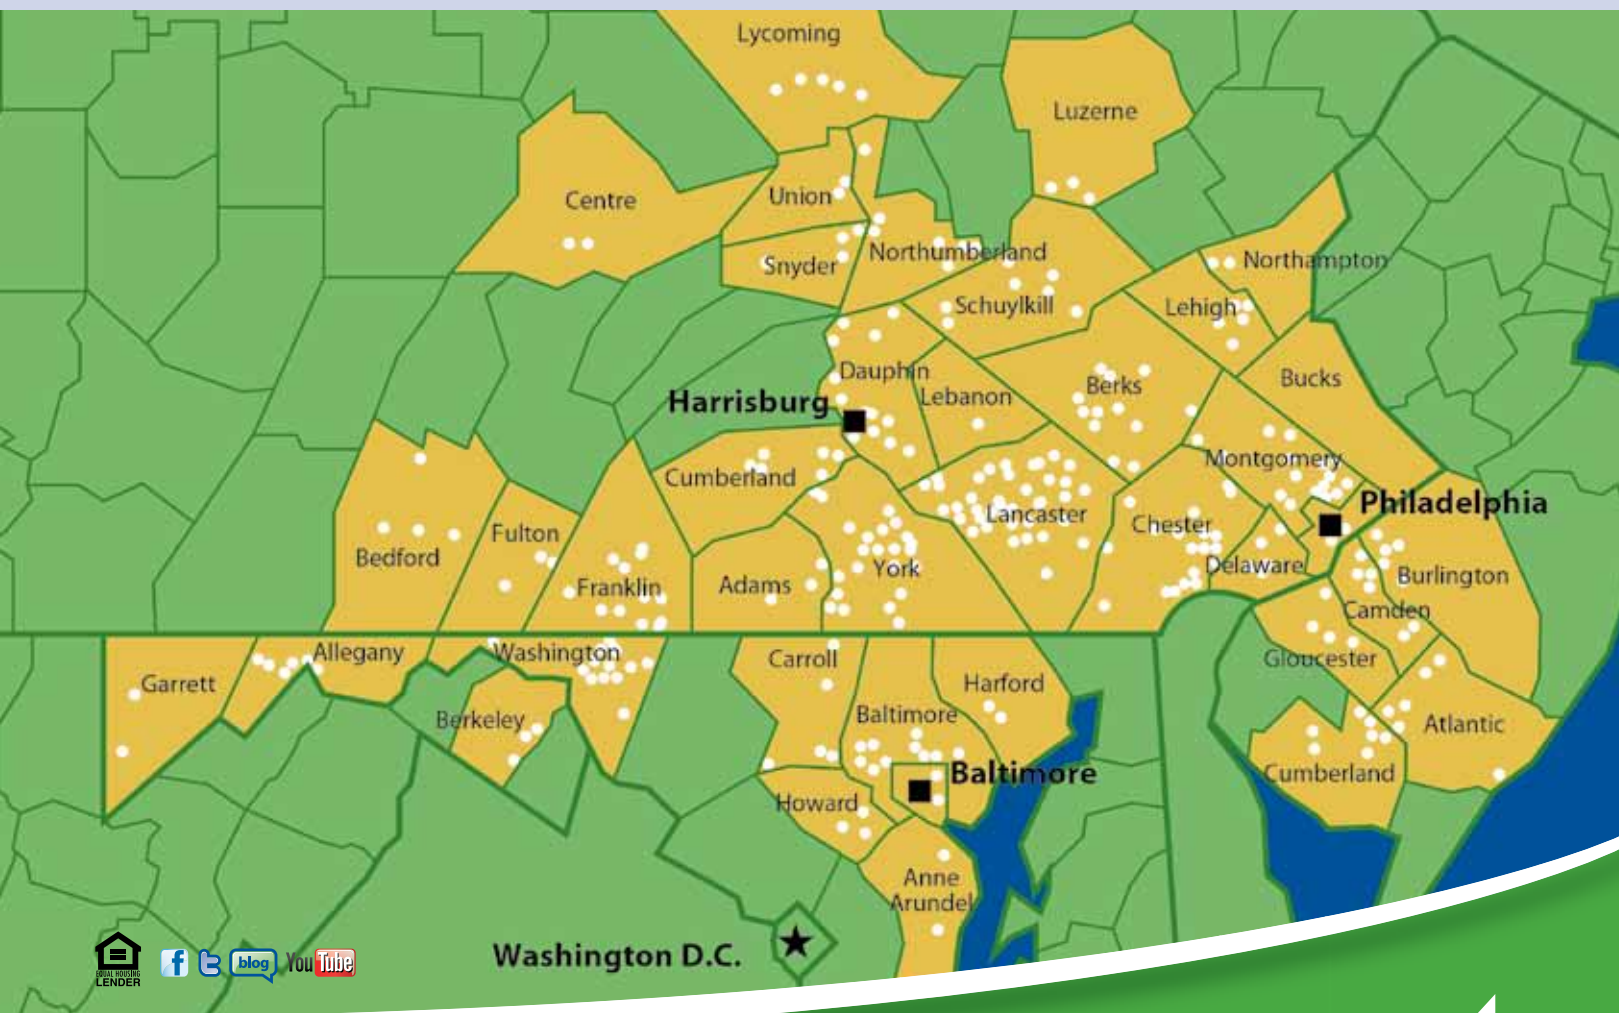 Lycoming
Luzerne
Centre
Union
Northumberland
Snyder
Northampton
Schuylkill
Lehigh
Dauphin
Lebanon
Berks
Bucks
Harrisburg
Montgomery
Cumberland
Philadelphia
Lancaster
Chester
Fulton
Bedford
York
Delaware
Burlington
Franklin
Adams
Camden
Allegany
Washington
Carroll
Gloucester
Garrett
Harford
Berkeley
Baltimore
Atlantic
Baltimore
Cumberland
Howard
Anne
Arundel
Washington D.C.
EQUAL HOUSING
LENDER
f
t
blog
YouTube